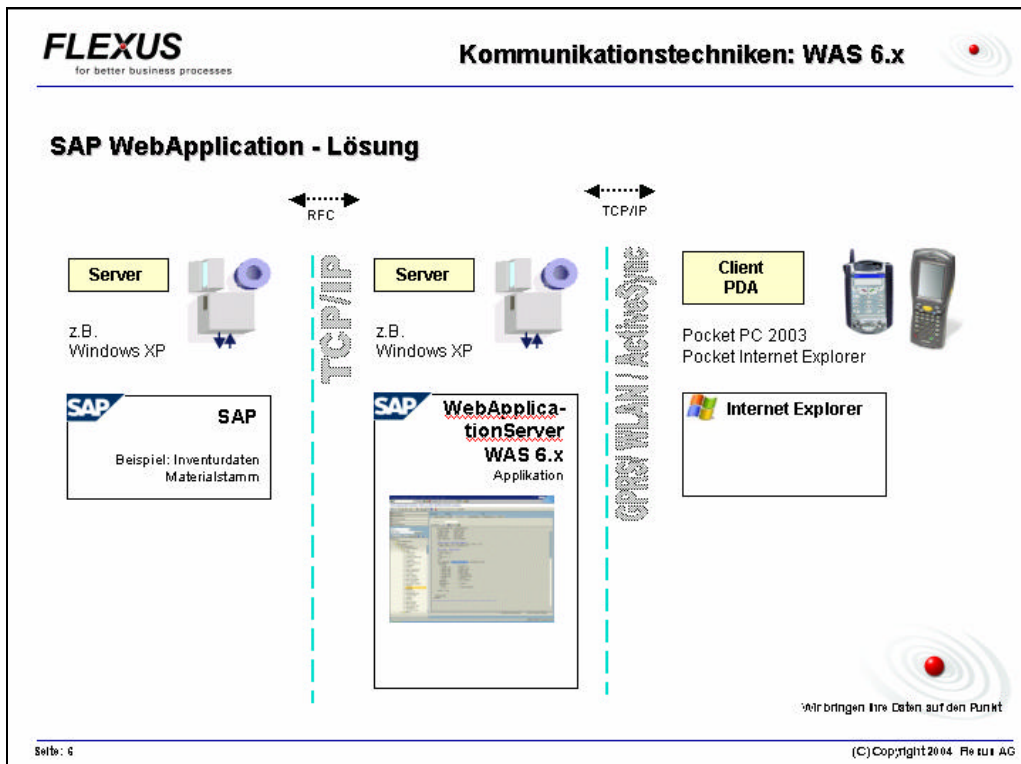 FLEXUS
for better business processes
Kommunikationstechniken: WAS 6.x
SAP WebApplication - Lösung
RFC
TCP/IP
Server
TCP/IP
Server
GPRS/ WLAN / ActiveSync
Client
PDA
z.B.
Windows XP
z.B.
Windows XP
Pocket PC 2003
Pocket Internet Explorer
SAP
SAP
Beispiel: Inventurdaten
Materialstamm
SAP
WebApplica-
tionServer
WAS 6.x
Applikation
Internet Explorer
Wir bringen Ihre Daten auf den Punkt
Seite: 6
(C) Copyright 2004 Flexus AG